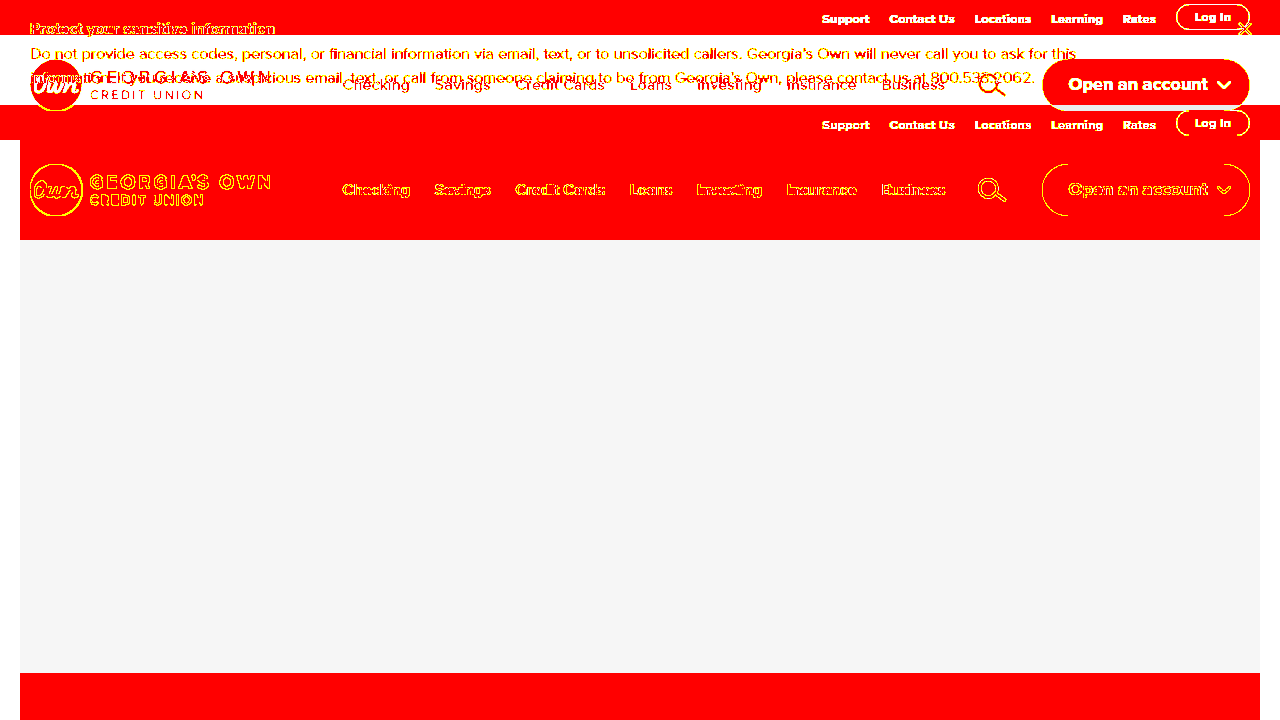 Support Contact Us Locations Learning Rates Log In
Protect your sensitive information
Do not provide access codes, personal, or financial information via email, text, or to unsolicited callers. Georgia's Own will never call you to ask for this
information. If you receive a suspicious email, text, or call from someone claiming to be from Georgia's Own, please contact us at 800.533.2062.
Own GEORGIA'S OWN
CREDIT UNION
Checking Savings Credit Cards Loans Investing Insurance Business Open an account
Support Contact Us Locations Learning Rates Log In
Own GEORGIA'S OWN
CREDIT UNION
Checking Savings Credit Cards Loans Investing Insurance Business Open an account